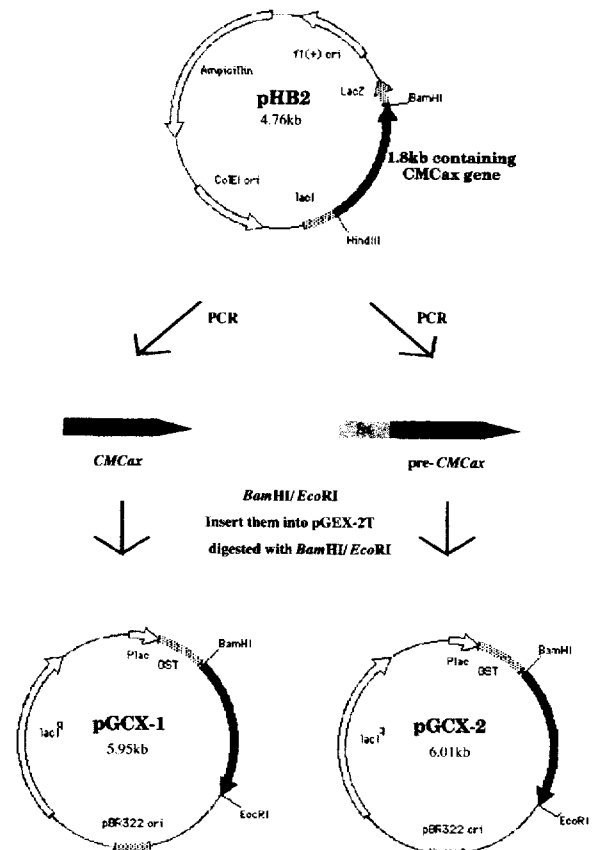 f1(+) ori
Ampicillin
LacZ
BamHI
pHB2
4.76kb
1.8kb containing
CMCax gene
ColEI ori
lacI
HindIII
PCR
PCR
CMCax
pre-CMCax
BamHI/EcoRI
Insert them into pGEX-2T
digested with BamHI/EcoRI
Plac
GST
BamHI
lacI q
pGCX-1
5.95kb
EcoRI
pBR322 ori
Plac
GST
BamHI
lacI q
pGCX-2
6.01kb
EcoRI
pBR322 ori